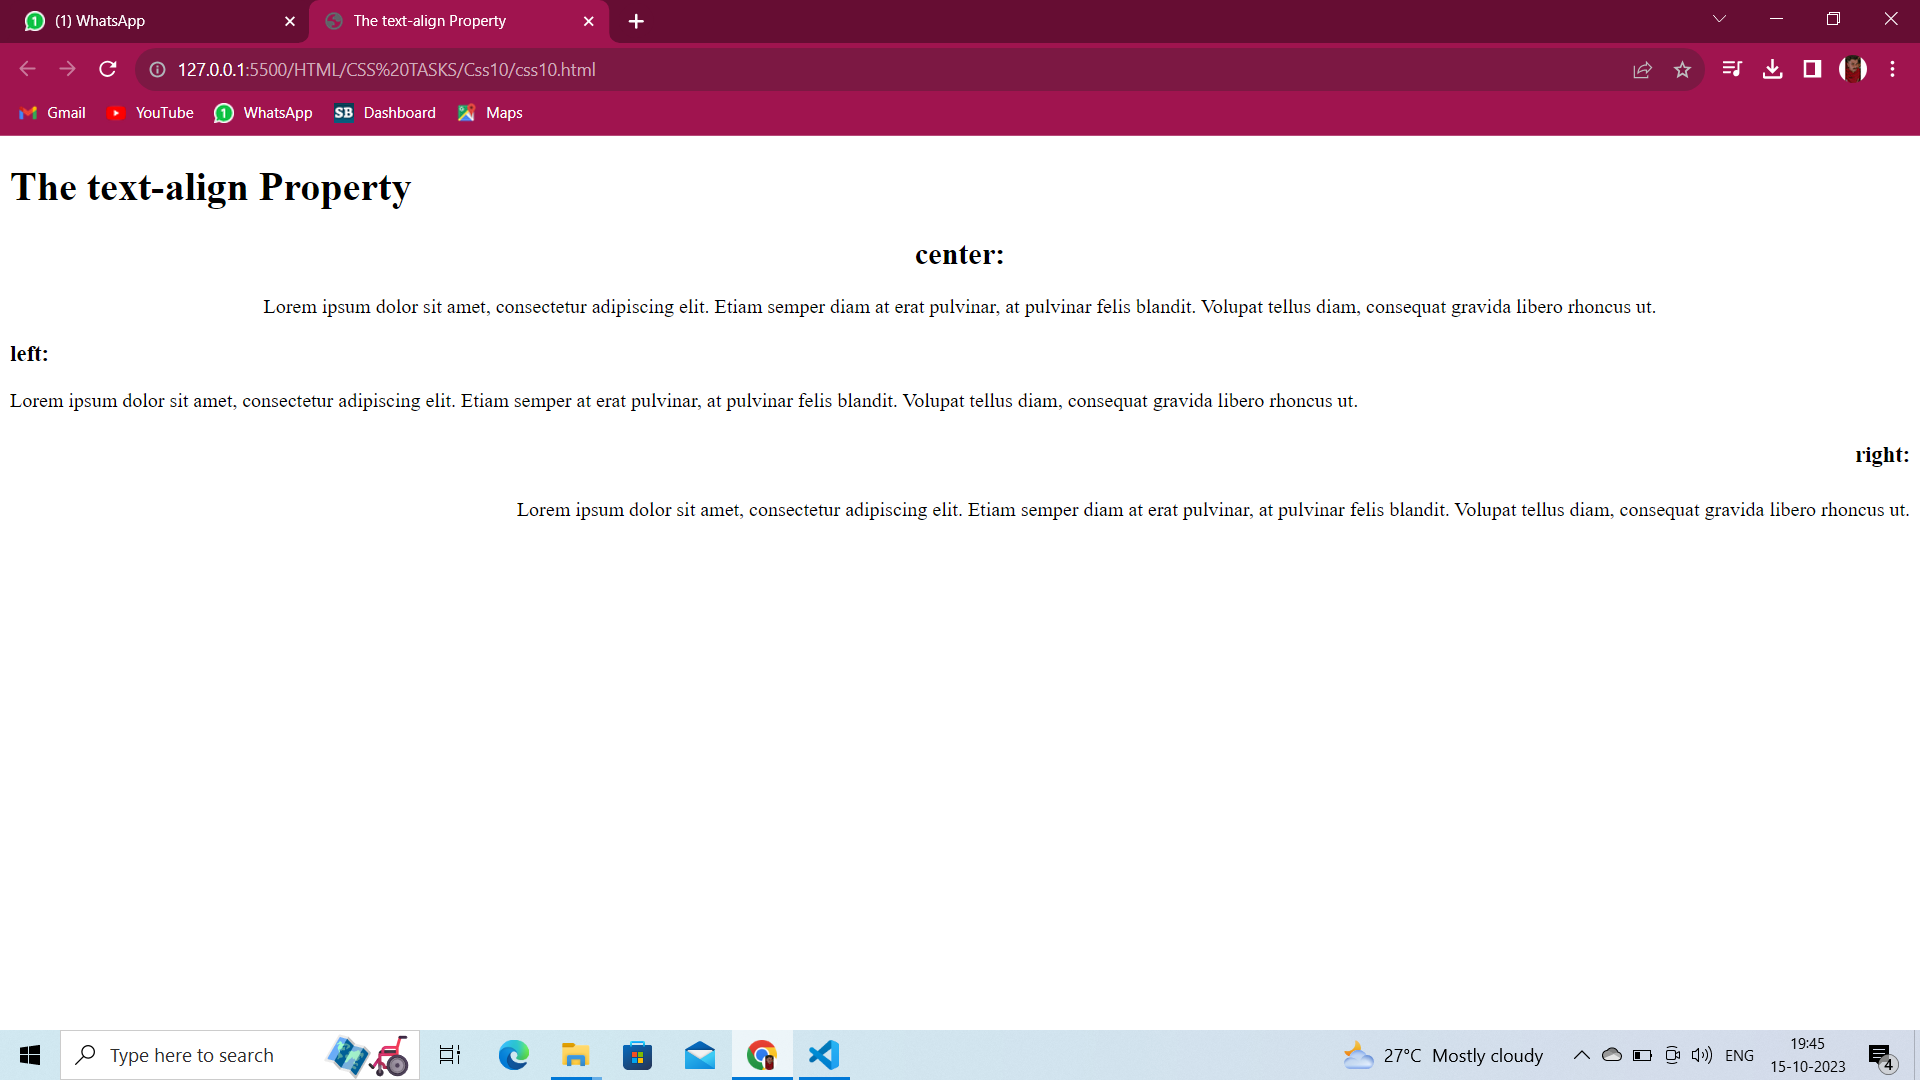 (1) WhatsApp
The text-align Property
127.0.0.1:5500/HTML/CSS%20TASKS/Css10/css10.html
Gmail YouTube WhatsApp SB Dashboard Maps
The text-align Property
center:
Lorem ipsum dolor sit amet, consectetur adipiscing elit. Etiam semper diam at erat pulvinar, at pulvinar felis blandit. Volupat tellus diam, consequat gravida libero rhoncus ut.
left:
Lorem ipsum dolor sit amet, consectetur adipiscing elit. Etiam semper at erat pulvinar, at pulvinar felis blandit. Volupat tellus diam, consequat gravida libero rhoncus ut.
right:
Lorem ipsum dolor sit amet, consectetur adipiscing elit. Etiam semper diam at erat pulvinar, at pulvinar felis blandit. Volupat tellus diam, consequat gravida libero rhoncus ut.
Type here to search
27°C Mostly cloudy
ENG
19:45
15-10-2023
4